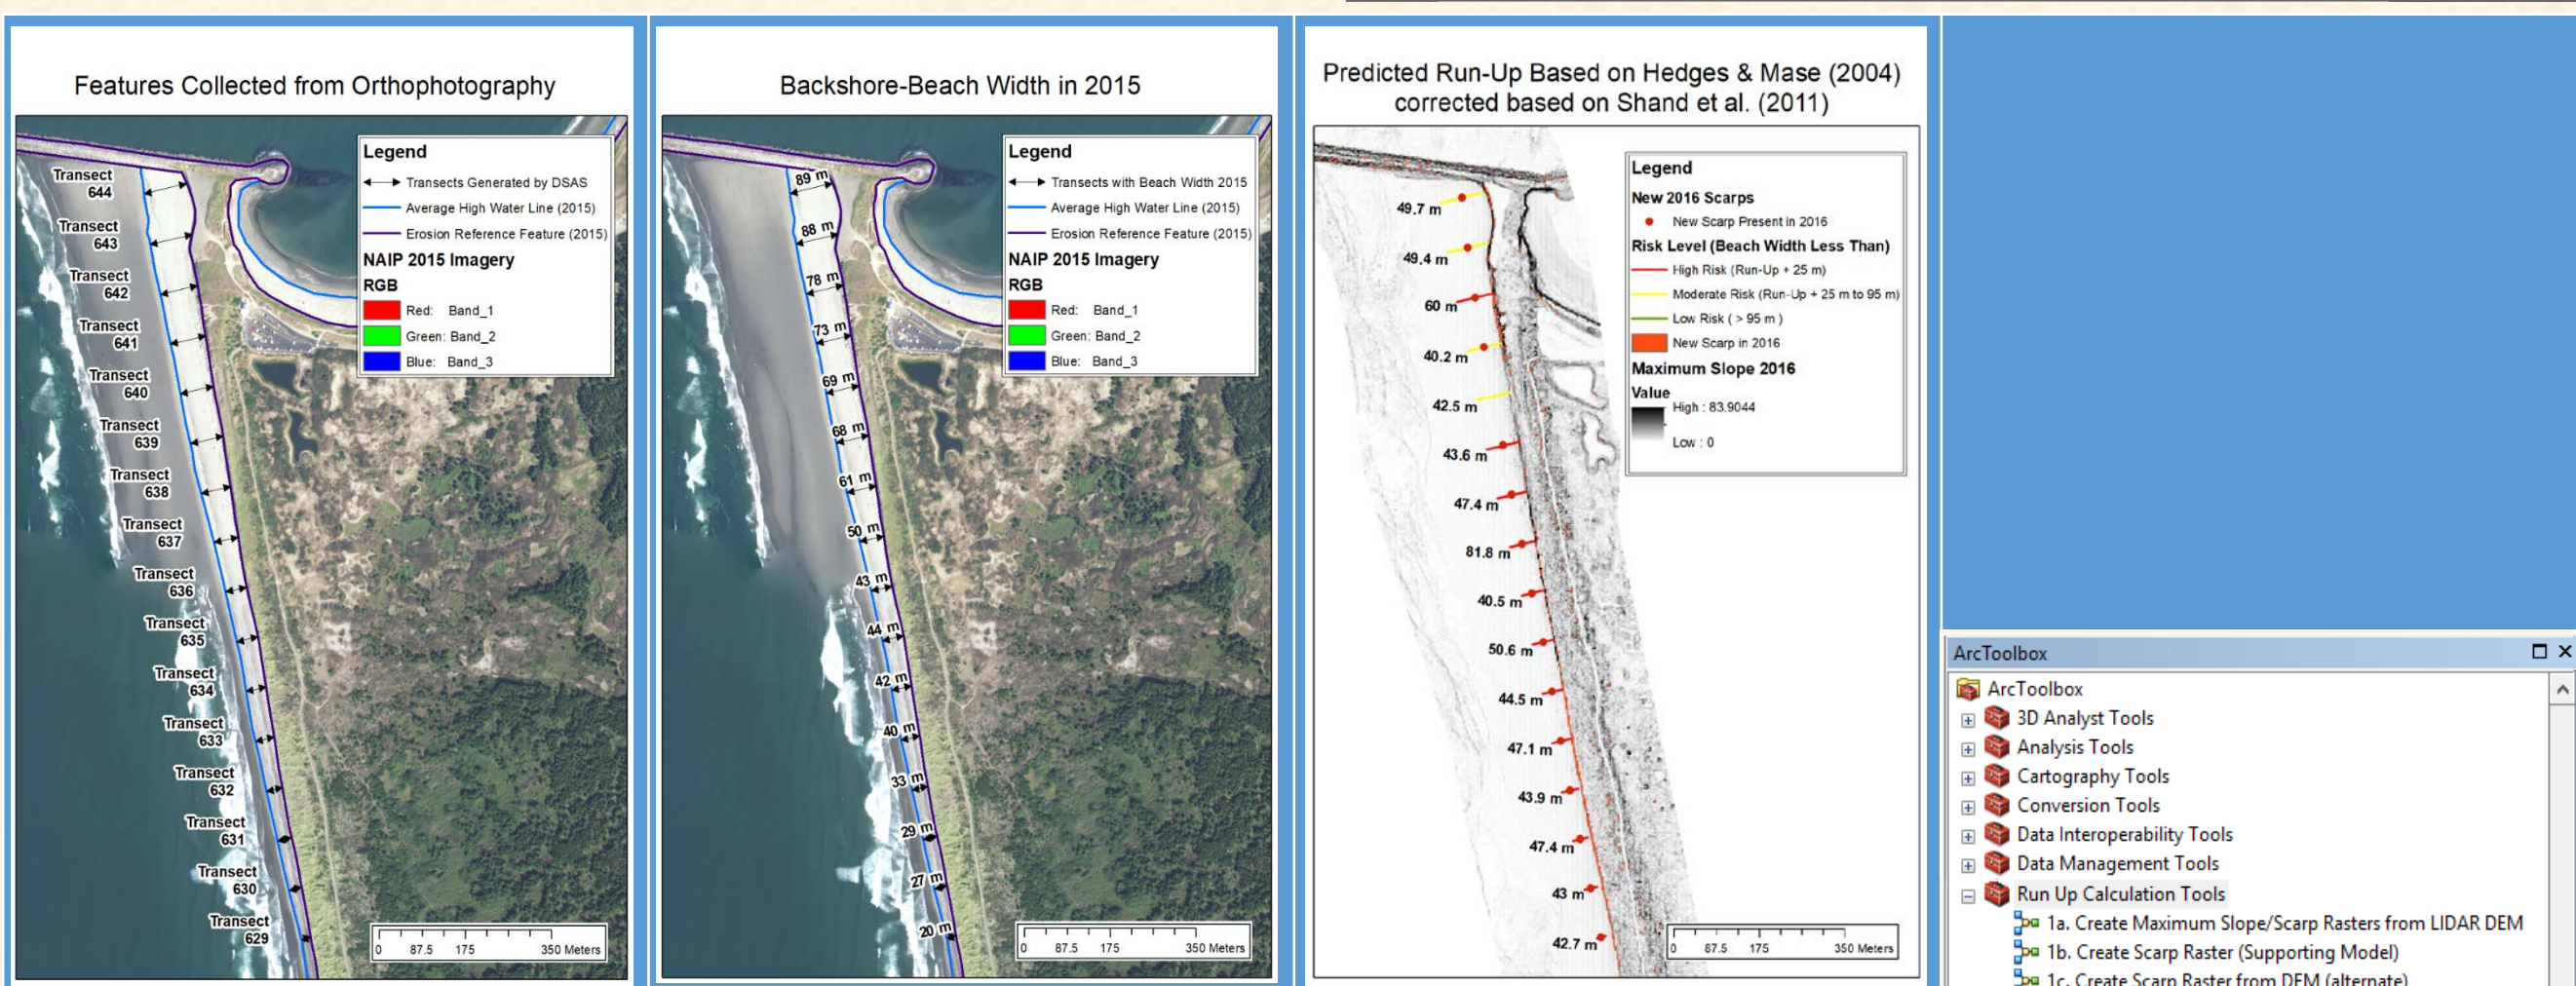 Features Collected from Orthophotography
Legend
Transects Generated by DSAS
Average High Water Line (2015)
Erosion Reference Feature (2015)
NAIP 2015 Imagery
RGB
Red: Band_1
Green: Band_2
Blue: Band_3
Transect
644
Transect
643
Transect
642
Transect
641
Transect
640
Transect
639
Transect
638
Transect
637
Transect
636
Transect
635
Transect
634
Transect
633
Transect
632
Transect
631
Transect
630
Transect
629
0 87.5 175 350 Meters
Backshore-Beach Width in 2015
Legend
Transects with Beach Width 2015
Average High Water Line (2015)
Erosion Reference Feature (2015)
NAIP 2015 Imagery
RGB
Red: Band_1
Green: Band_2
Blue: Band_3
89 m
88 m
78 m
73 m
69 m
68 m
61 m
50 m
43 m
44 m
42 m
40 m
33 m
29 m
27 m
20 m
0 87.5 175 350 Meters
Predicted Run-Up Based on Hedges & Mase (2004)
corrected based on Shand et al. (2011)
Legend
New 2016 Scarps
New Scarp Present in 2016
Risk Level (Beach Width Less Than)
High Risk (Run-Up + 25 m)
Moderate Risk (Run-Up + 25 m to 95 m)
Low Risk ( > 95 m )
New Scarp in 2016
Maximum Slope 2016
Value
High : 83.9044
Low : 0
49.7 m
49.4 m
60 m
40.2 m
42.5 m
43.6 m
47.4 m
81.8 m
40.5 m
50.6 m
44.5 m
47.1 m
43.9 m
47.4 m
43 m
42.7 m
0 87.5 175 350 Meters
ArcToolbox
ArcToolbox
3D Analyst Tools
Analysis Tools
Cartography Tools
Conversion Tools
Data Interoperability Tools
Data Management Tools
Run Up Calculation Tools
1a. Create Maximum Slope/Scarp Rasters from LIDAR DEM
1b. Create Scarp Raster (Supporting Model)
1c. Create Scarp Raster from DEM (alternate)